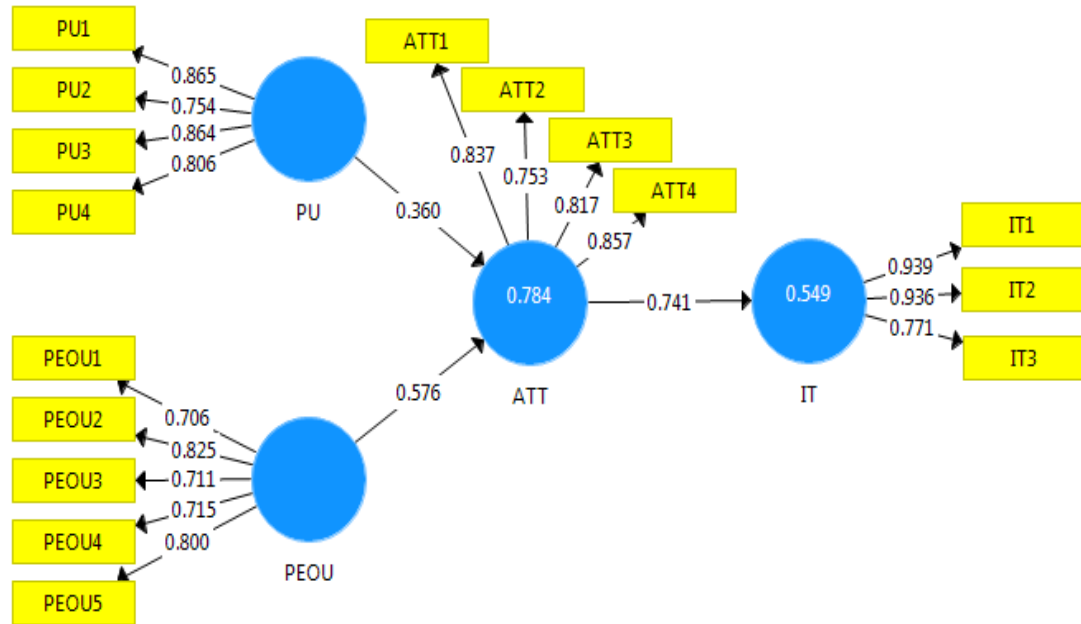 PU1
PU2
PU3
PU4
0.865
0.754
0.864
0.806
PU
0.360
ATT1
ATT2
ATT3
ATT4
0.837
0.753
0.817
0.857
0.784
ATT
0.741
0.549
IT
0.939
0.936
0.771
IT1
IT2
IT3
PEOU1
PEOU2
PEOU3
PEOU4
PEOU5
0.706
0.825
0.711
0.715
0.800
PEOU
0.576